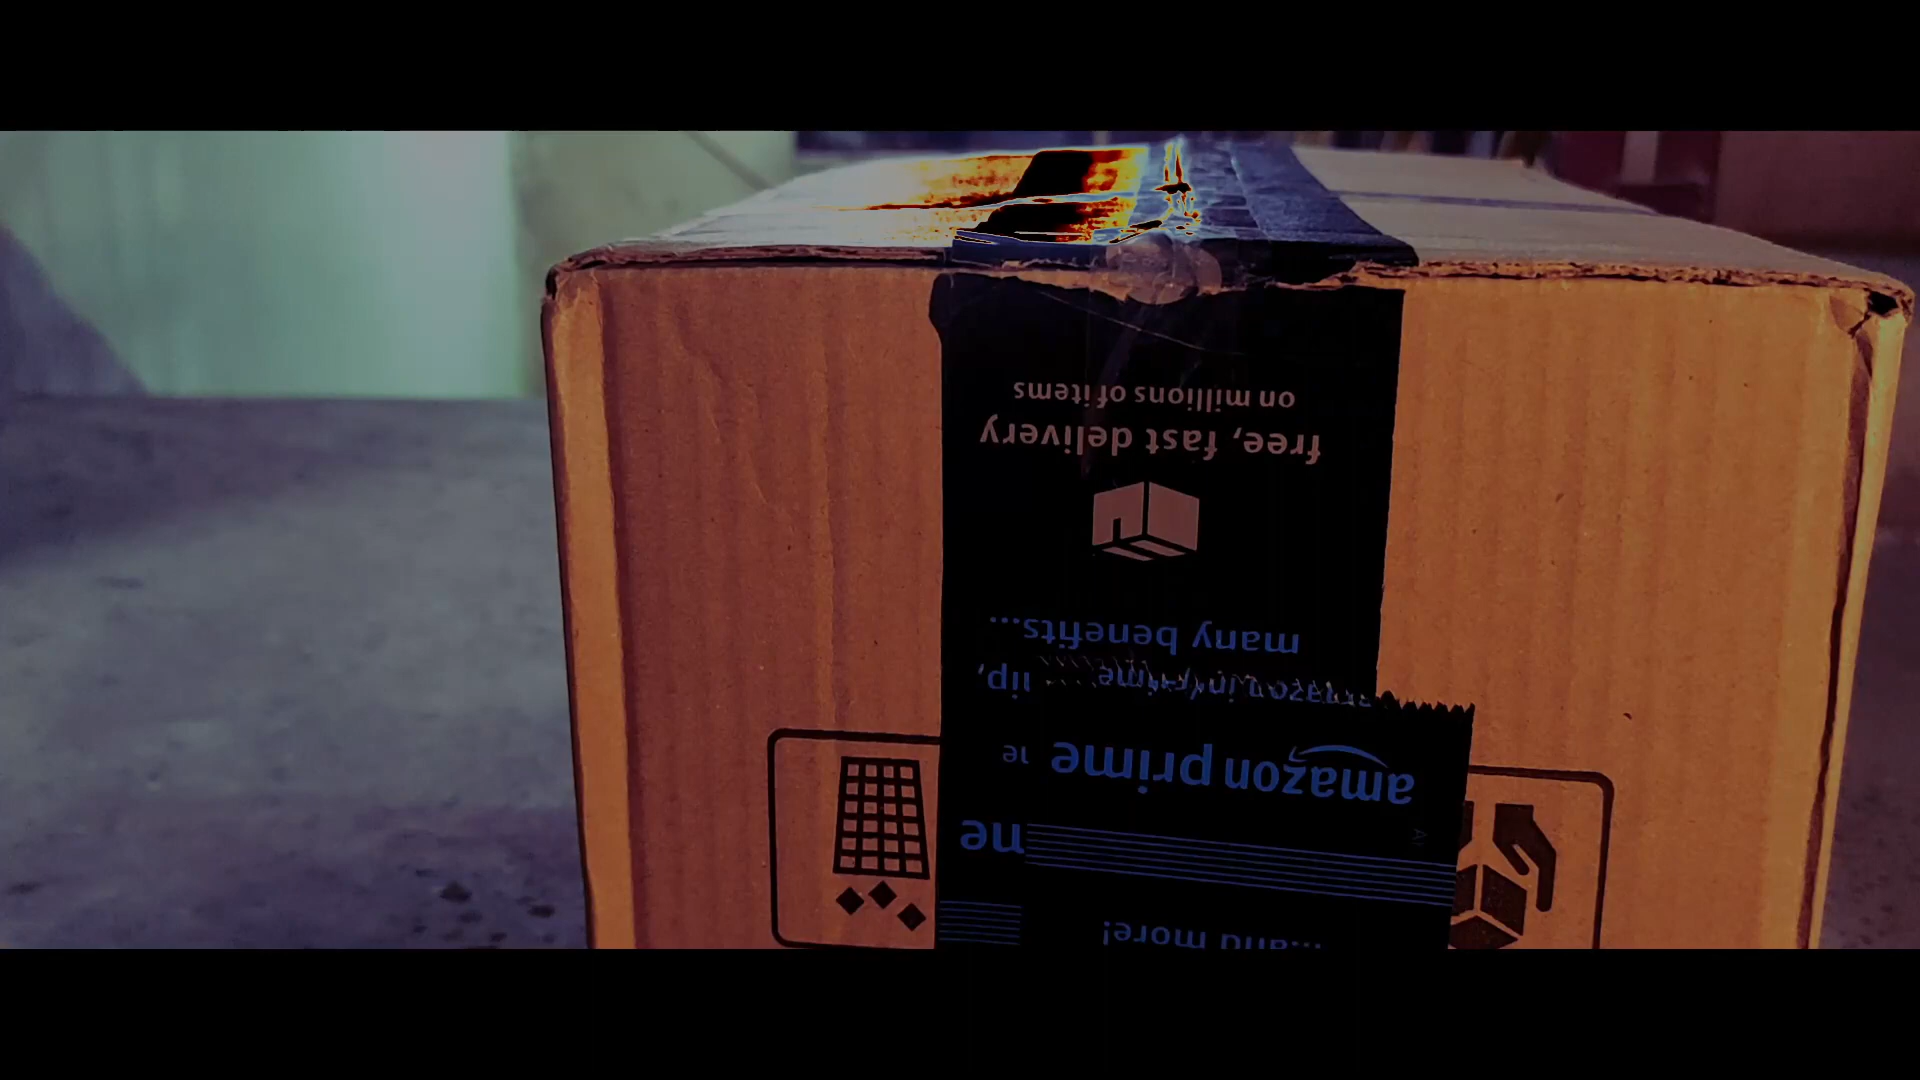 ...and more!
amazon prime
many benefits...
free, fast delivery
on millions of items